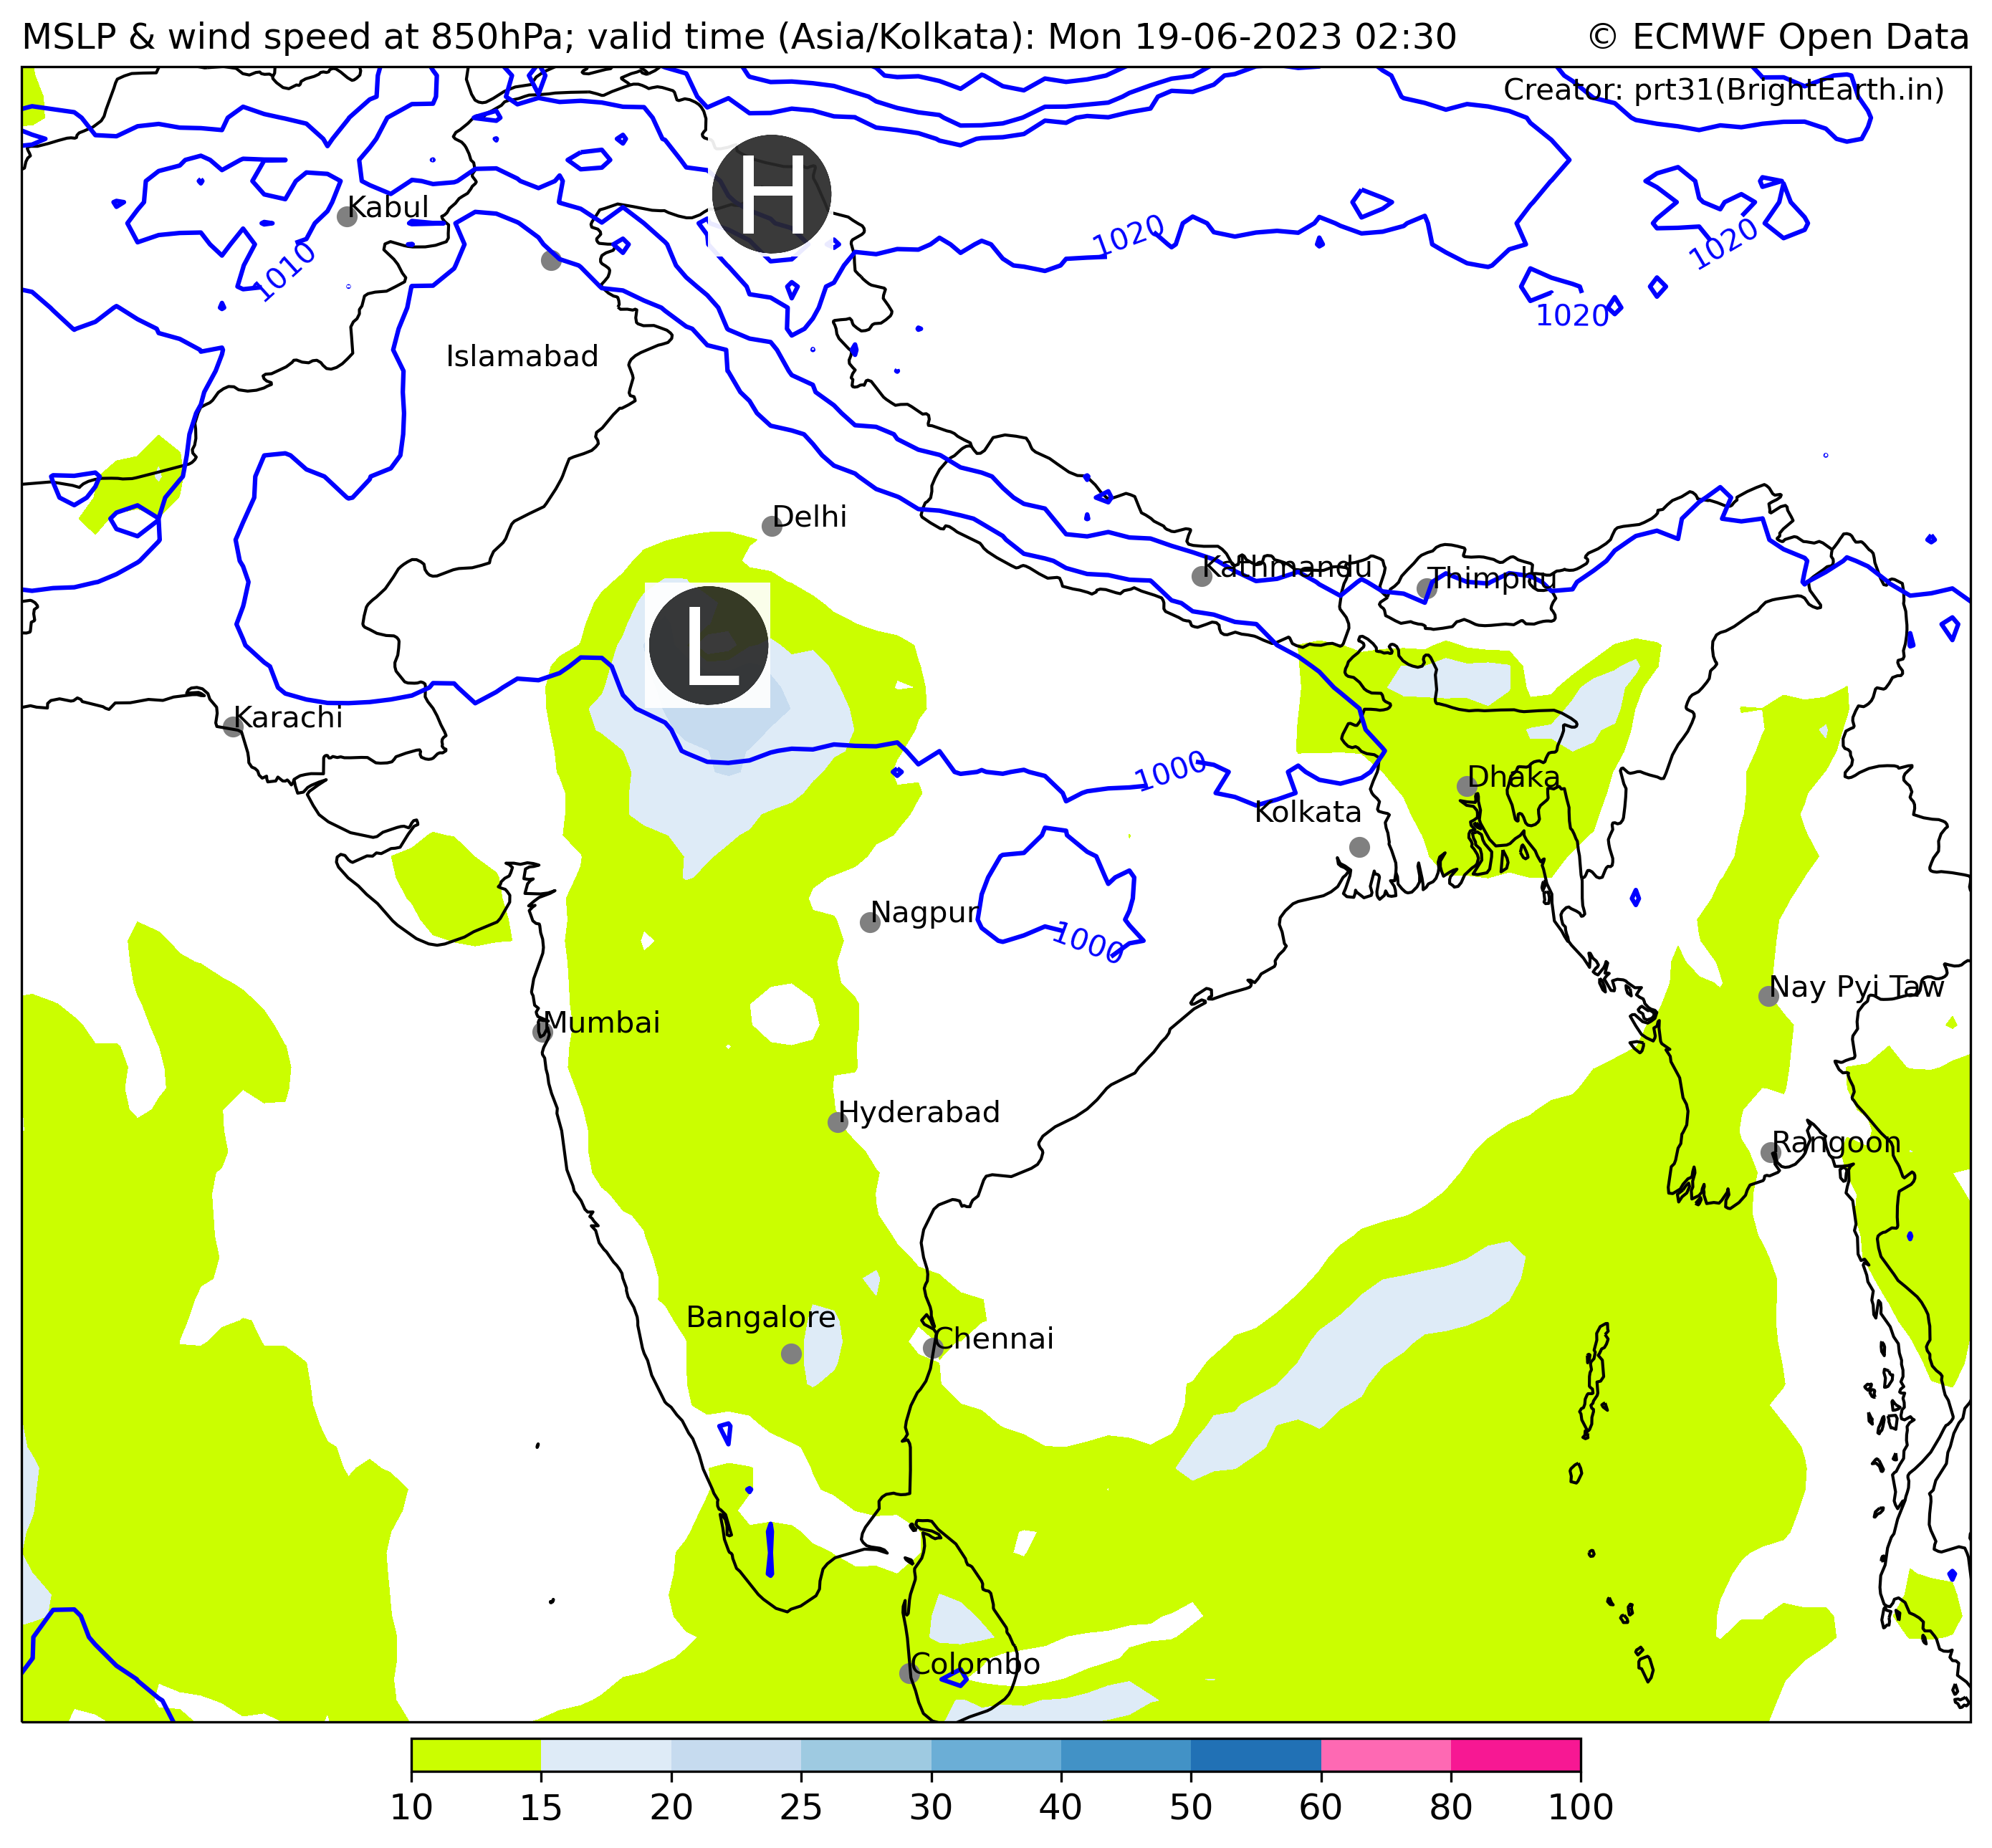 MSLP & wind speed at 850hPa; valid time (Asia/Kolkata): Mon 19-06-2023 02:30
© ECMWF Open Data
Creator: prt31(BrightEarth.in)
H
Kabul
1020
1020
1010
1020
Islamabad
Delhi
Kathmandu
Thimphu
L
Karachi
1000
Dhaka
Kolkata
Nagpur
1000
Nay Pyi Taw
Mumbai
Hyderabad
Rangoon
Bangalore
Chennai
Colombo
10 15 20 25 30 40 50 60 80 100